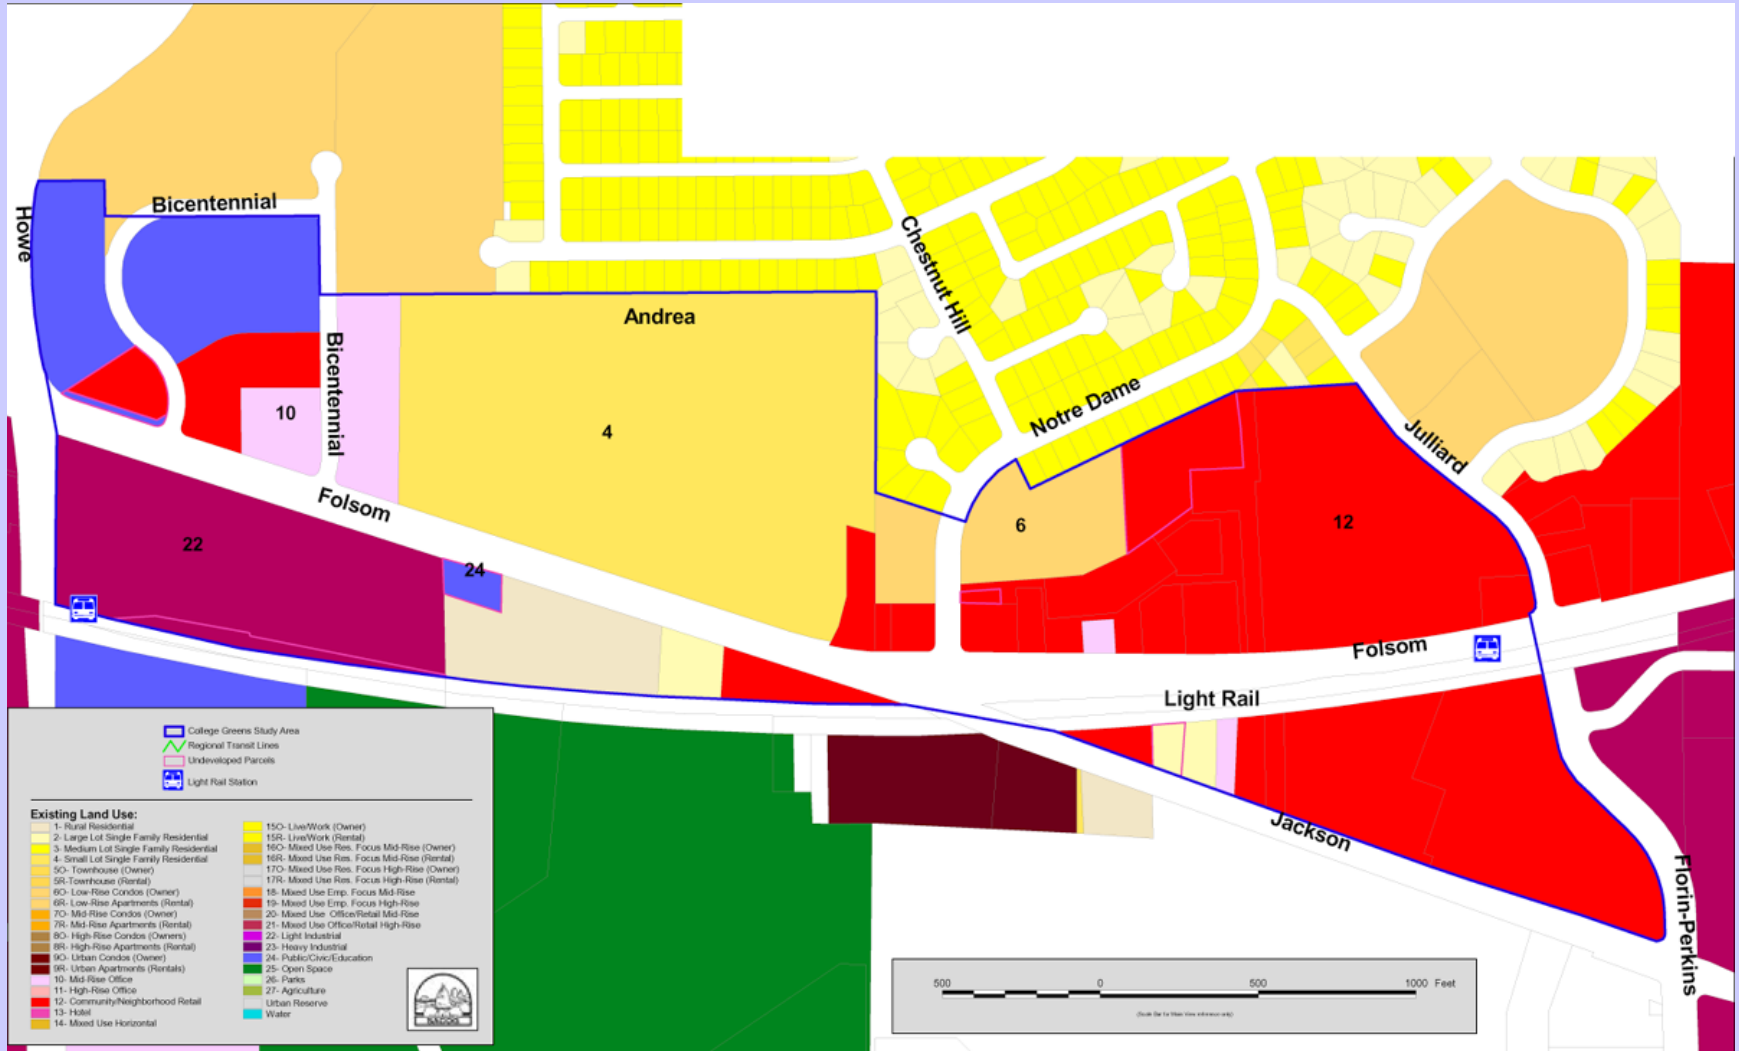 Howe
Bicentennial
Bicentennial
10
Andrea
4
Chestnut Hill
Notre Dame
Julliard
12
6
Folsom
22
24
Folsom
Light Rail
Jackson
Florin-Perkins
College Greens Study Area
Regional Transit Lines
Undeveloped Parcels
Light Rail Station
Existing Land Use:
1- Rural Residential
2- Large Lot Single Family Residential
3- Medium Lot Single Family Residential
4- Small Lot Single Family Residential
5O- Townhouse (Owner)
5R-Townhouse (Rental)
6O- Low-Rise Condos (Owner)
6R- Low-Rise Apartments (Rental)
7O- Mid-Rise Condos (Owner)
7R- Mid-Rise Apartments (Rental)
8O- High-Rise Condos (Owners)
8R- High-Rise Apartments (Rental)
9O- Urban Condos (Owner)
9R- Urban Apartments (Rentals)
10- Mid-Rise Office
11- High-Rise Office
12- Community/Neighborhood Retail
13- Hotel
14- Mixed Use Horizontal
15O- Live/Work (Owner)
15R- Live/Work (Rental)
16O- Mixed Use Res. Focus Mid-Rise (Owner)
16R- Mixed Use Res. Focus Mid-Rise (Rental)
17O- Mixed Use Res. Focus High-Rise (Owner)
17R- Mixed Use Res. Focus High-Rise (Rental)
18- Mixed Use Emp. Focus Mid-Rise
19- Mixed Use Emp. Focus High-Rise
20- Mixed Use Office/Retail Mid-Rise
21- Mixed Use Office/Retail High-Rise
22- Light Industrial
23- Heavy Industrial
24- Public/Civic/Education
25- Open Space
26- Parks
27- Agriculture
Urban Reserve
Water
500 0 500 1000 Feet